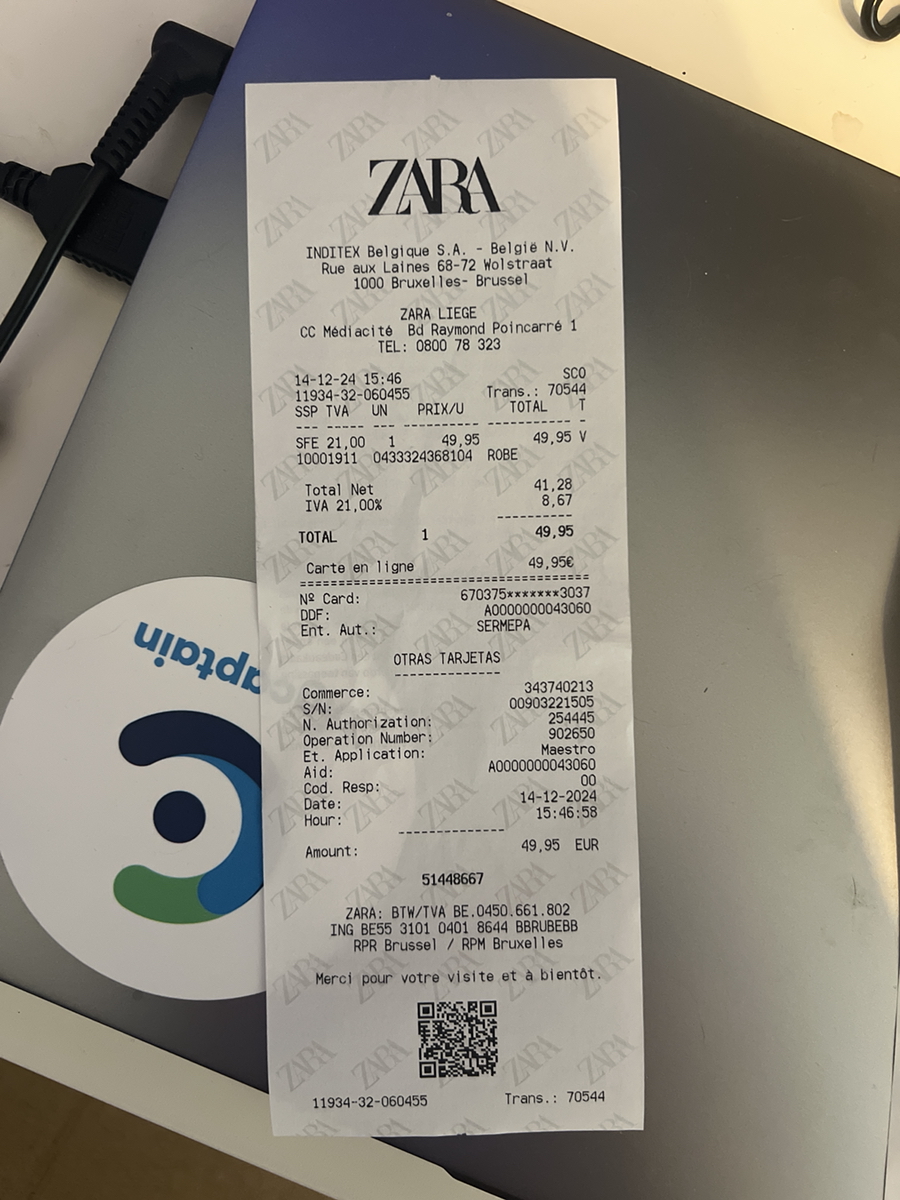 ZARA
INDITEX Belgique S.A. - België N.V.
Rue aux Laines 68-72 Wolstraat
1000 Bruxelles- Brussel
ZARA LIEGE
CC Médiacité Bd Raymond Poincarré 1
TEL: 0800 78 323
14-12-24 15:46 SCO
11934-32-060455 Trans.: 70544
SSP TVA UN PRIX/U TOTAL T
--- ----- --- ---------- ---------- -
SFE 21,00 1 49,95 49,95 V
10001911 0433324368104 ROBE
Total Net 41,28
IVA 21,00% 8,67
----------
TOTAL 1 49,95
Carte en ligne 49,95€
======================================
Nº Card: 670375*******3037
DDF: A0000000043060
Ent. Aut.: SERMEPA
OTRAS TARJETAS
--------------
Commerce: 343740213
S/N: 00903221505
N. Authorization: 254445
Operation Number: 902650
Et. Application: Maestro
Aid: A0000000043060
Cod. Resp: 00
Date: 14-12-2024
Hour: 15:46:58
--------------
Amount: 49,95 EUR
51448667
ZARA: BTW/TVA BE.0450.661.802
ING BE55 3101 0401 8644 BBRUBEBB
RPR Brussel / RPM Bruxelles
Merci pour votre visite et à bientôt.
11934-32-060455 Trans.: 70544
aptain